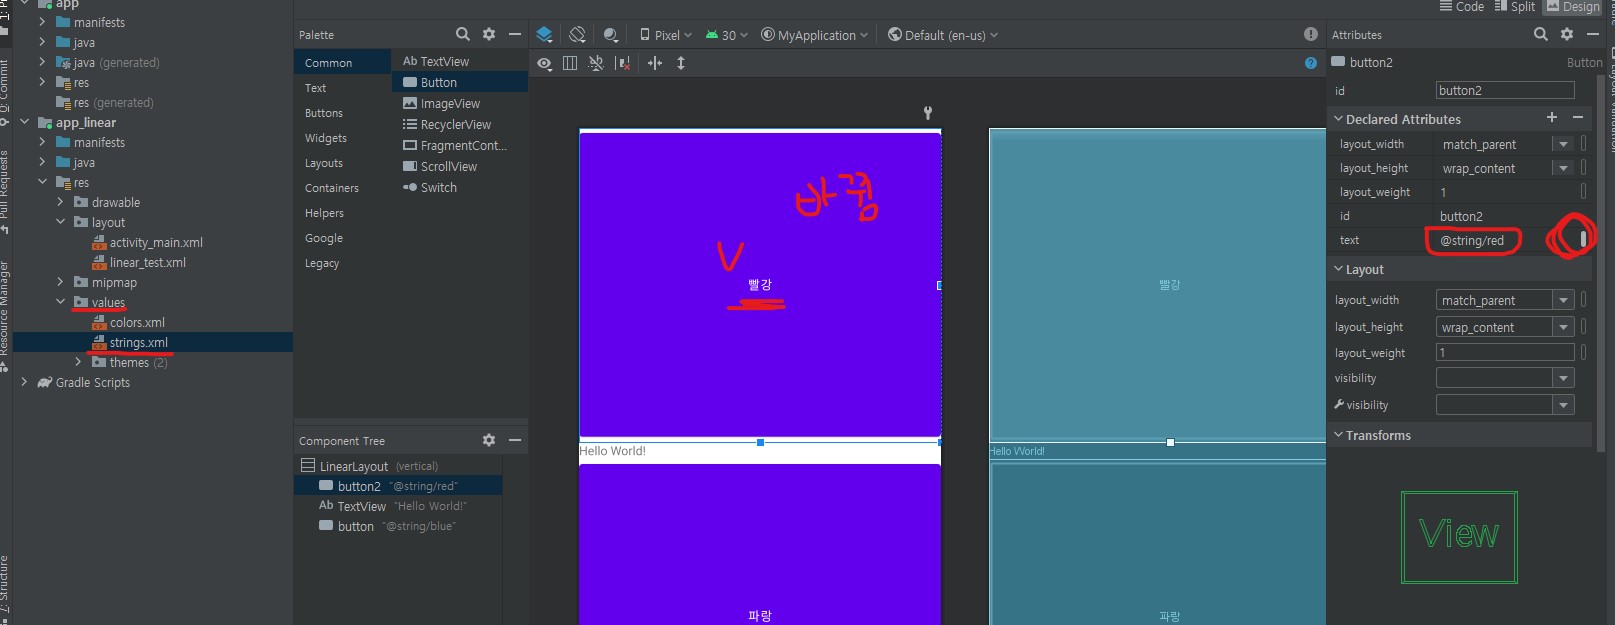 app
manifests
java
java (generated)
res
res (generated)
app_linear
manifests
java
res
drawable
layout
activity_main.xml
linear_test.xml
mipmap
values
colors.xml
strings.xml
themes (2)
Gradle Scripts
Commit
Pull Requests
Resource Manager
Z: Structure
Palette
Common
Text
Buttons
Widgets
Layouts
Containers
Helpers
Google
Legacy
Ab TextView
Button
ImageView
RecyclerView
FragmentCont...
ScrollView
Switch
Component Tree
LinearLayout (vertical)
button2 "@string/red"
Ab TextView "Hello World!"
button "@string/blue"
Pixel
30
MyApplication
Default (en-us)
바꿈
V
빨강
Hello World!
파랑
빨강
Hello World!
파랑
Code
Split
Design
Attributes
button2
Button
id
button2
Declared Attributes
layout_width match_parent
layout_height wrap_content
layout_weight 1
id button2
text @string/red
Layout
layout_width match_parent
layout_height wrap_content
layout_weight 1
visibility
visibility
Transforms
View